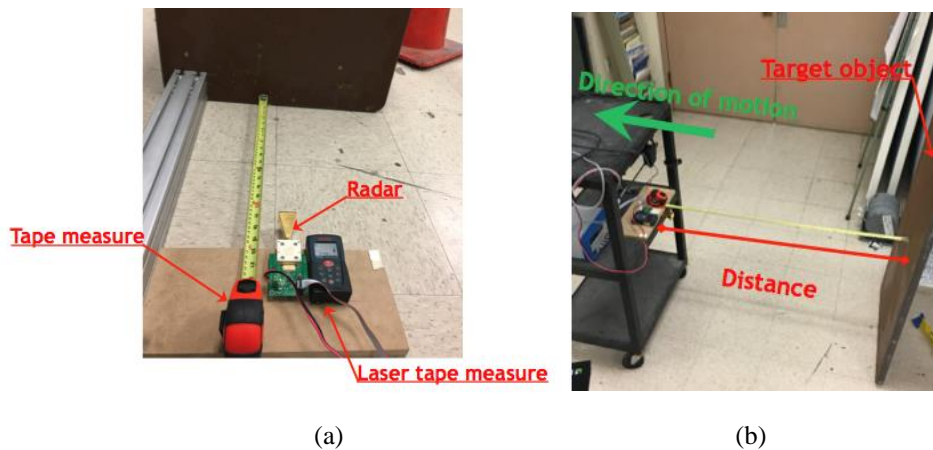 Radar
Tape measure
Laser tape measure
Direction of motion
Target object
Distance
(a)
(b)